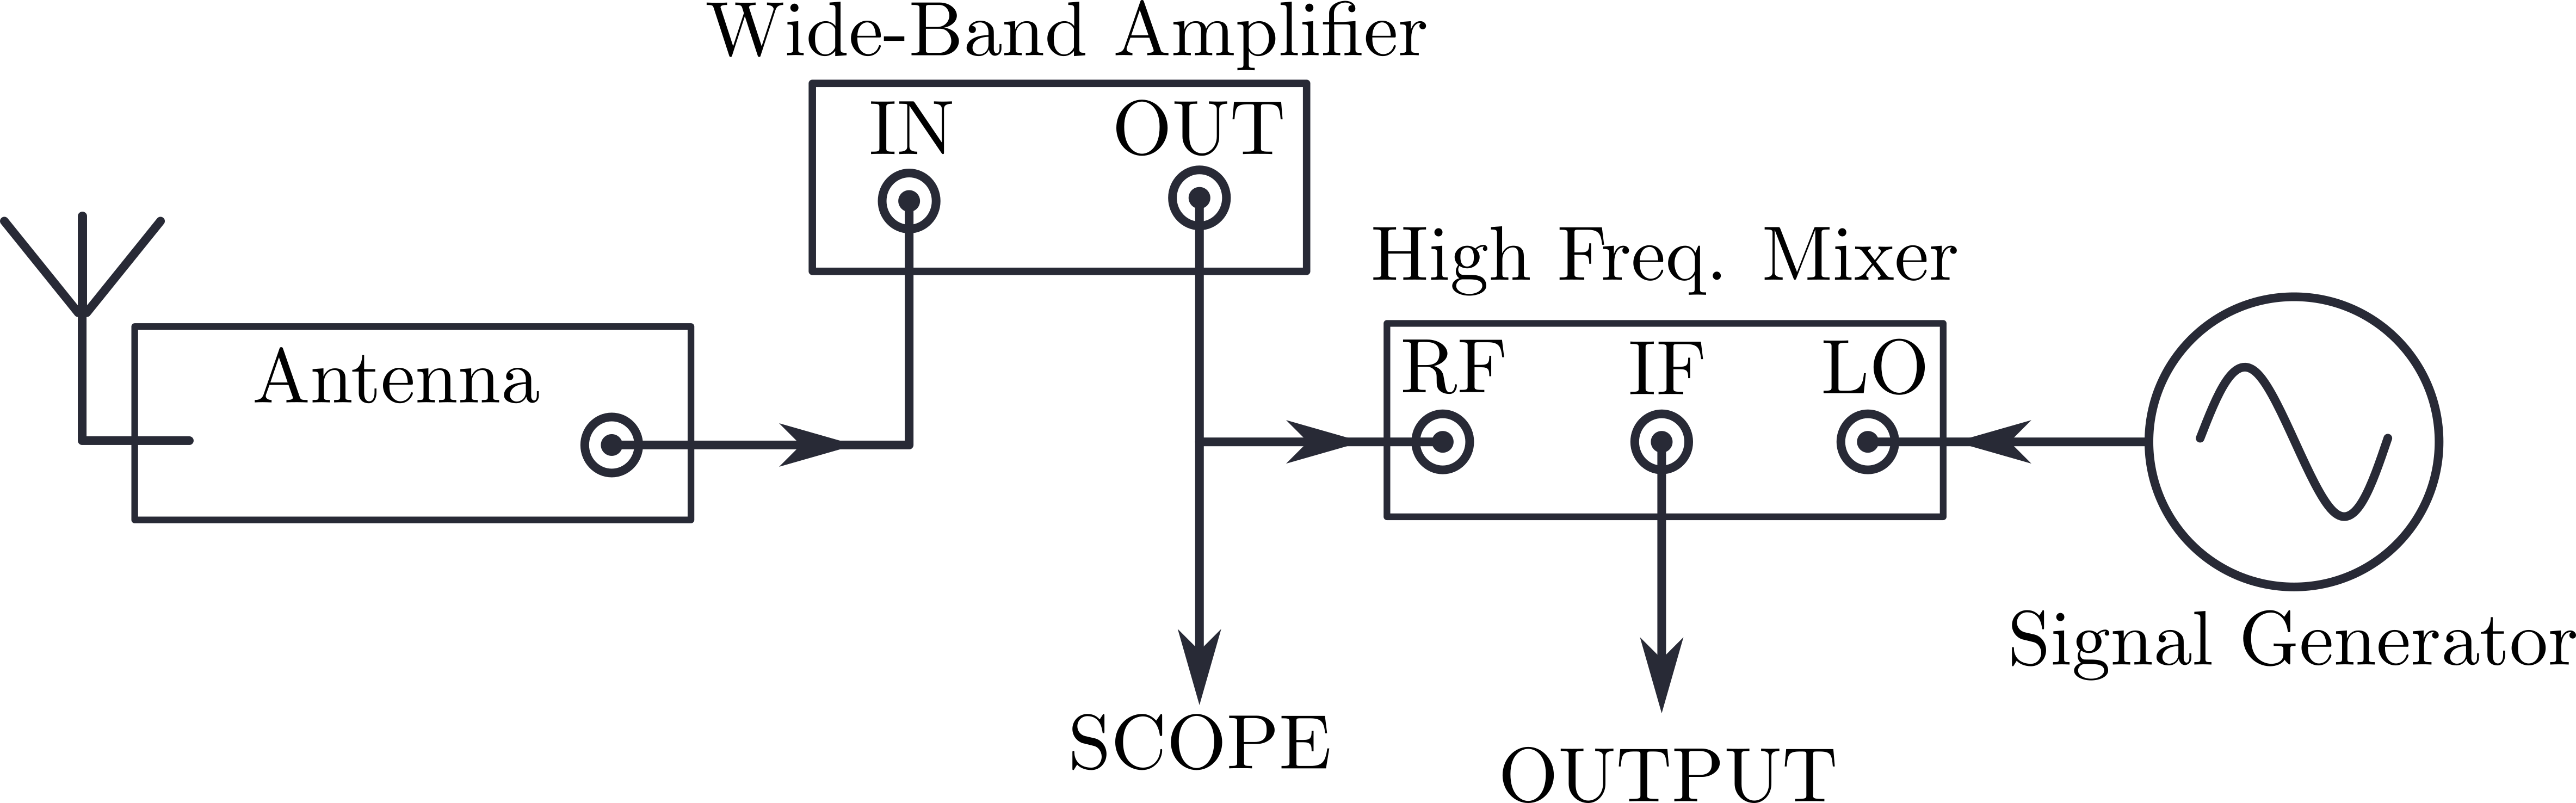 Wide-Band Amplifier
IN
OUT
High Freq. Mixer
Antenna
RF
IF
LO
Signal Generator
SCOPE
OUTPUT